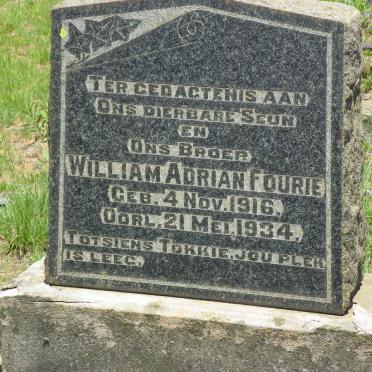 TER GEDACTENIS AAN
ONS DIERBARE SEUN
EN
ONS BROER
WILLIAM ADRIAN FOURIE
GEB. 4 NOV. 1916.
OORL. 21 MEI, 1934.
TOTSIENS TOKKIE, JOU PLEK
IS LEEG.